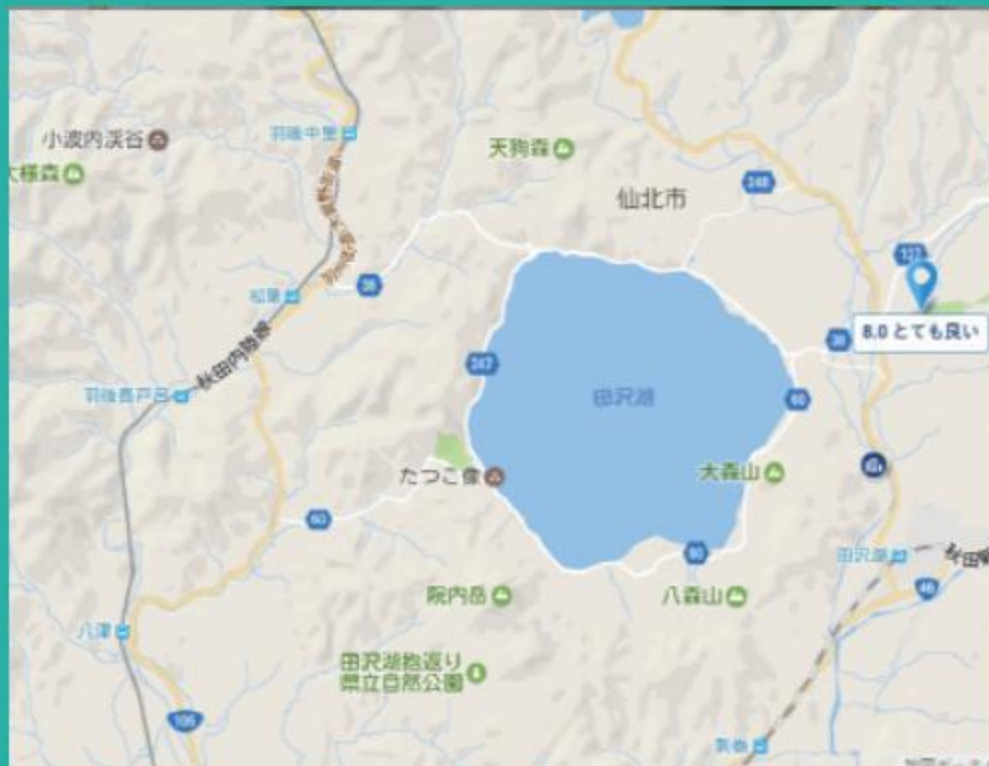 小波内渓谷
羽後中里
大様森
天狗森
仙北市
248
127
38
松葉
8.0 とても良い
38
秋田内陸線
247
羽後長戸呂
田沢湖
60
たつこ像
大森山
60
60
田沢湖
46
院内岳
八森山
八津
田沢湖抱返り
県立自然公園
105
刺巻